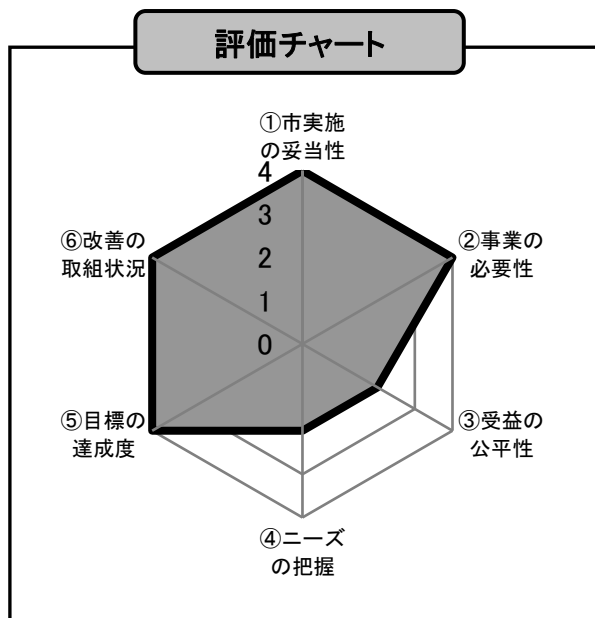 評価チャート
①市実施
の妥当性
4
3
2
1
0
②事業の
必要性
③受益の
公平性
④ニーズ
の把握
⑤目標の
達成度
⑥改善の
取組状況